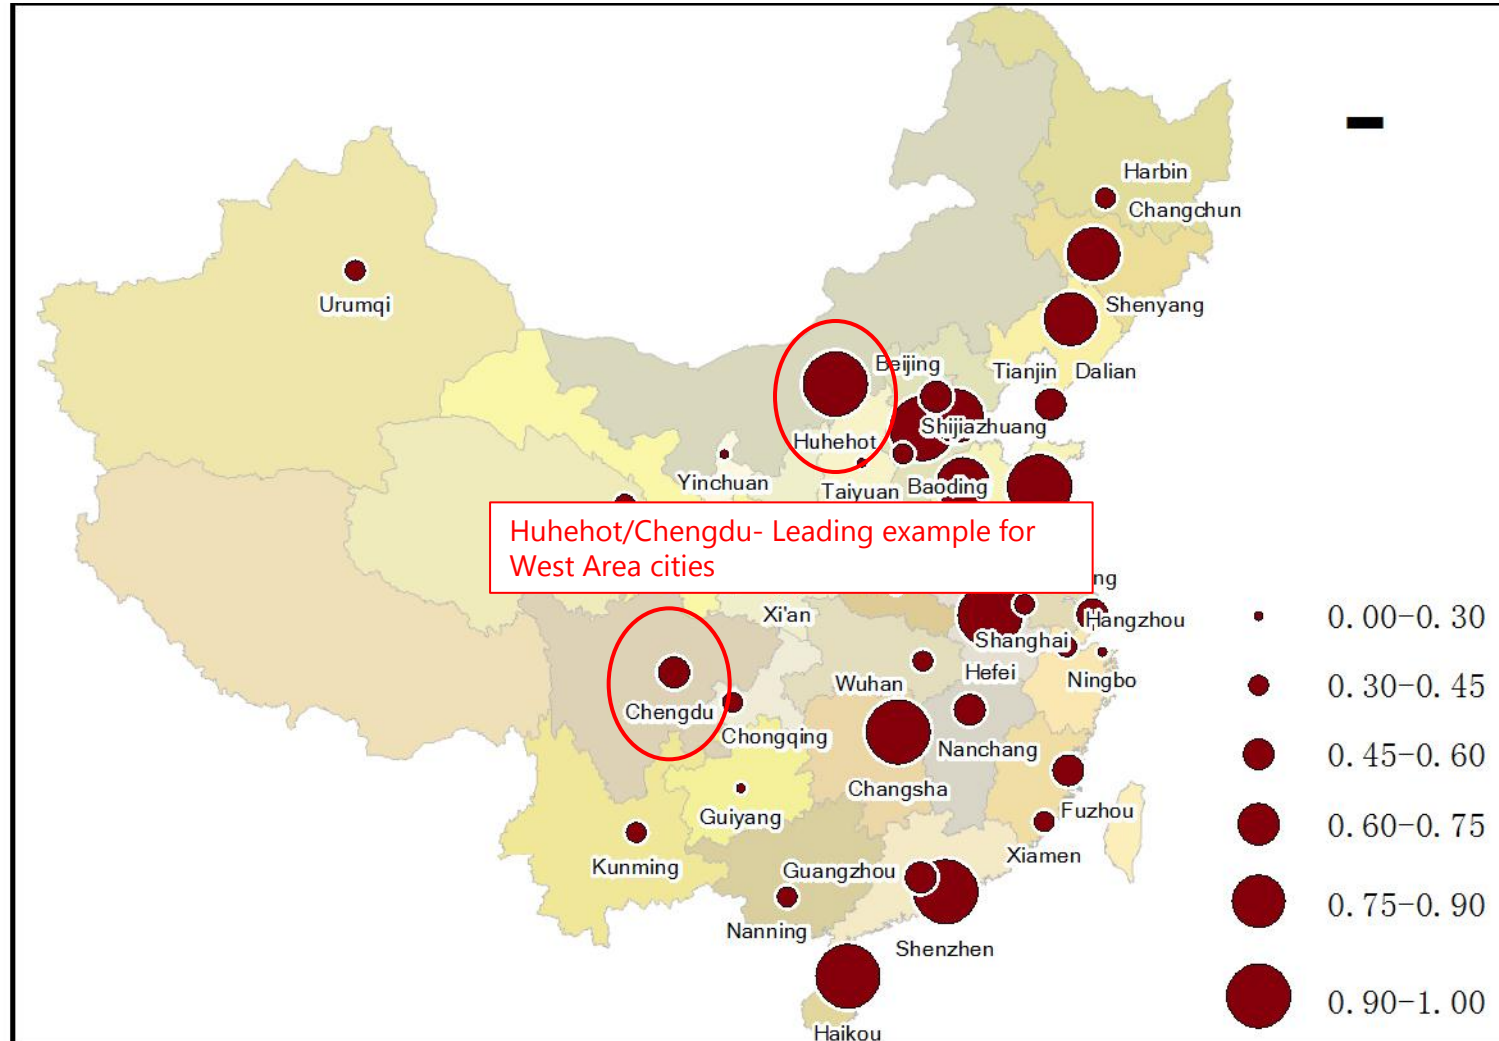 Harbin
Changchun
Urumqi
Shenyang
Beijing
Tianjin
Dalian
Shijiazhuang
Huhehot
Yinchuan
Taiyuan
Baoding
Huhehot/Chengdu- Leading example for
West Area cities
ng
Xi'an
Hangzhou
Shanghai
0.00-0.30
Wuhan
Hefei
Ningbo
0.30-0.45
Chengdu
Chongqing
Nanchang
0.45-0.60
Changsha
Guiyang
Fuzhou
0.60-0.75
Xiamen
Kunming
Guangzhou
0.75-0.90
Nanning
Shenzhen
0.90-1.00
Haikou